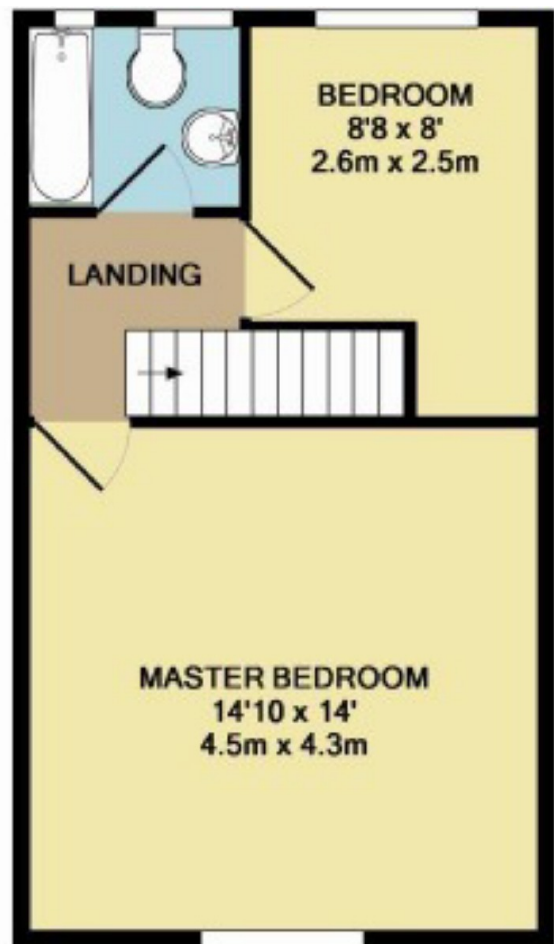 BEDROOM
8'8 x 8'
2.6m x 2.5m
LANDING
MASTER BEDROOM
14'10 x 14'
4.5m x 4.3m